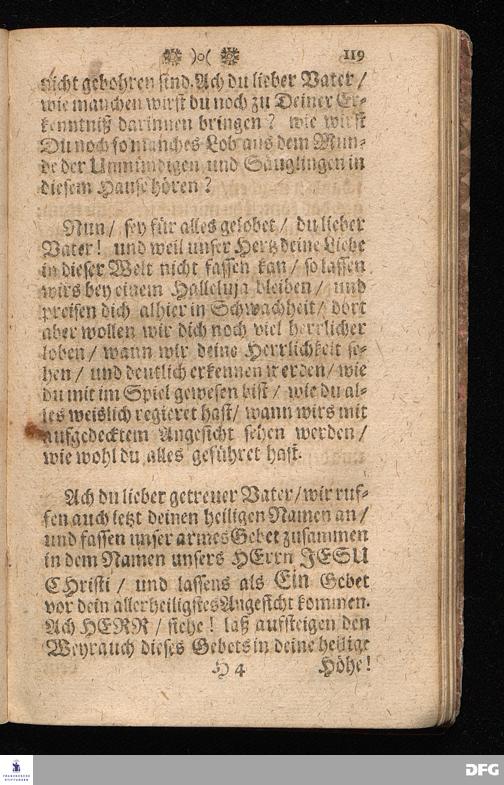 )o( 119
nicht gebohren sind. Ach du lieber Vater /
wie manchen wirst du noch zu Deiner Er-
kenntniß darinnen bringen? wie wirst
Du noch so manches Lob aus dem Mun-
de der Unmündigen und Säuglingen in
diesem Hause hören?
Nun / sey für alles gelobet / du lieber
Vater! und weil unser Hertz deine Liebe
in dieser Welt nicht fassen kan / so lassen
wirs bey einem Halleluja bleiben / und
preisen dich alhier in Schwachheit / dort
aber wollen wir dich noch viel herrlicher
loben / wann wir deine Herrlichkeit se-
hen / und deutlich erkennen werden / wie
du mit im Spiel gewesen bist / wie du al-
les weislich regieret hast / wann wirs mit
aufgedecktem Angesicht sehen werden /
wie wohl du alles geführet hast.
Ach du lieber getreuer Vater / wir ruf-
fen auch jetzt deinen heiligen Namen an /
und fassen unser armes Gebet zusammen
in dem Namen unsers HErrn JESU
CHristi / und lassens als Ein Gebet
vor dein allerheiligstes Angesicht kommen.
Ach HERR / siehe! laß aufsteigen den
Weyrauch dieses Gebets in deine heilige
H 4 Höhe!
FRANCKESCHE
STIFTUNGEN
DFG